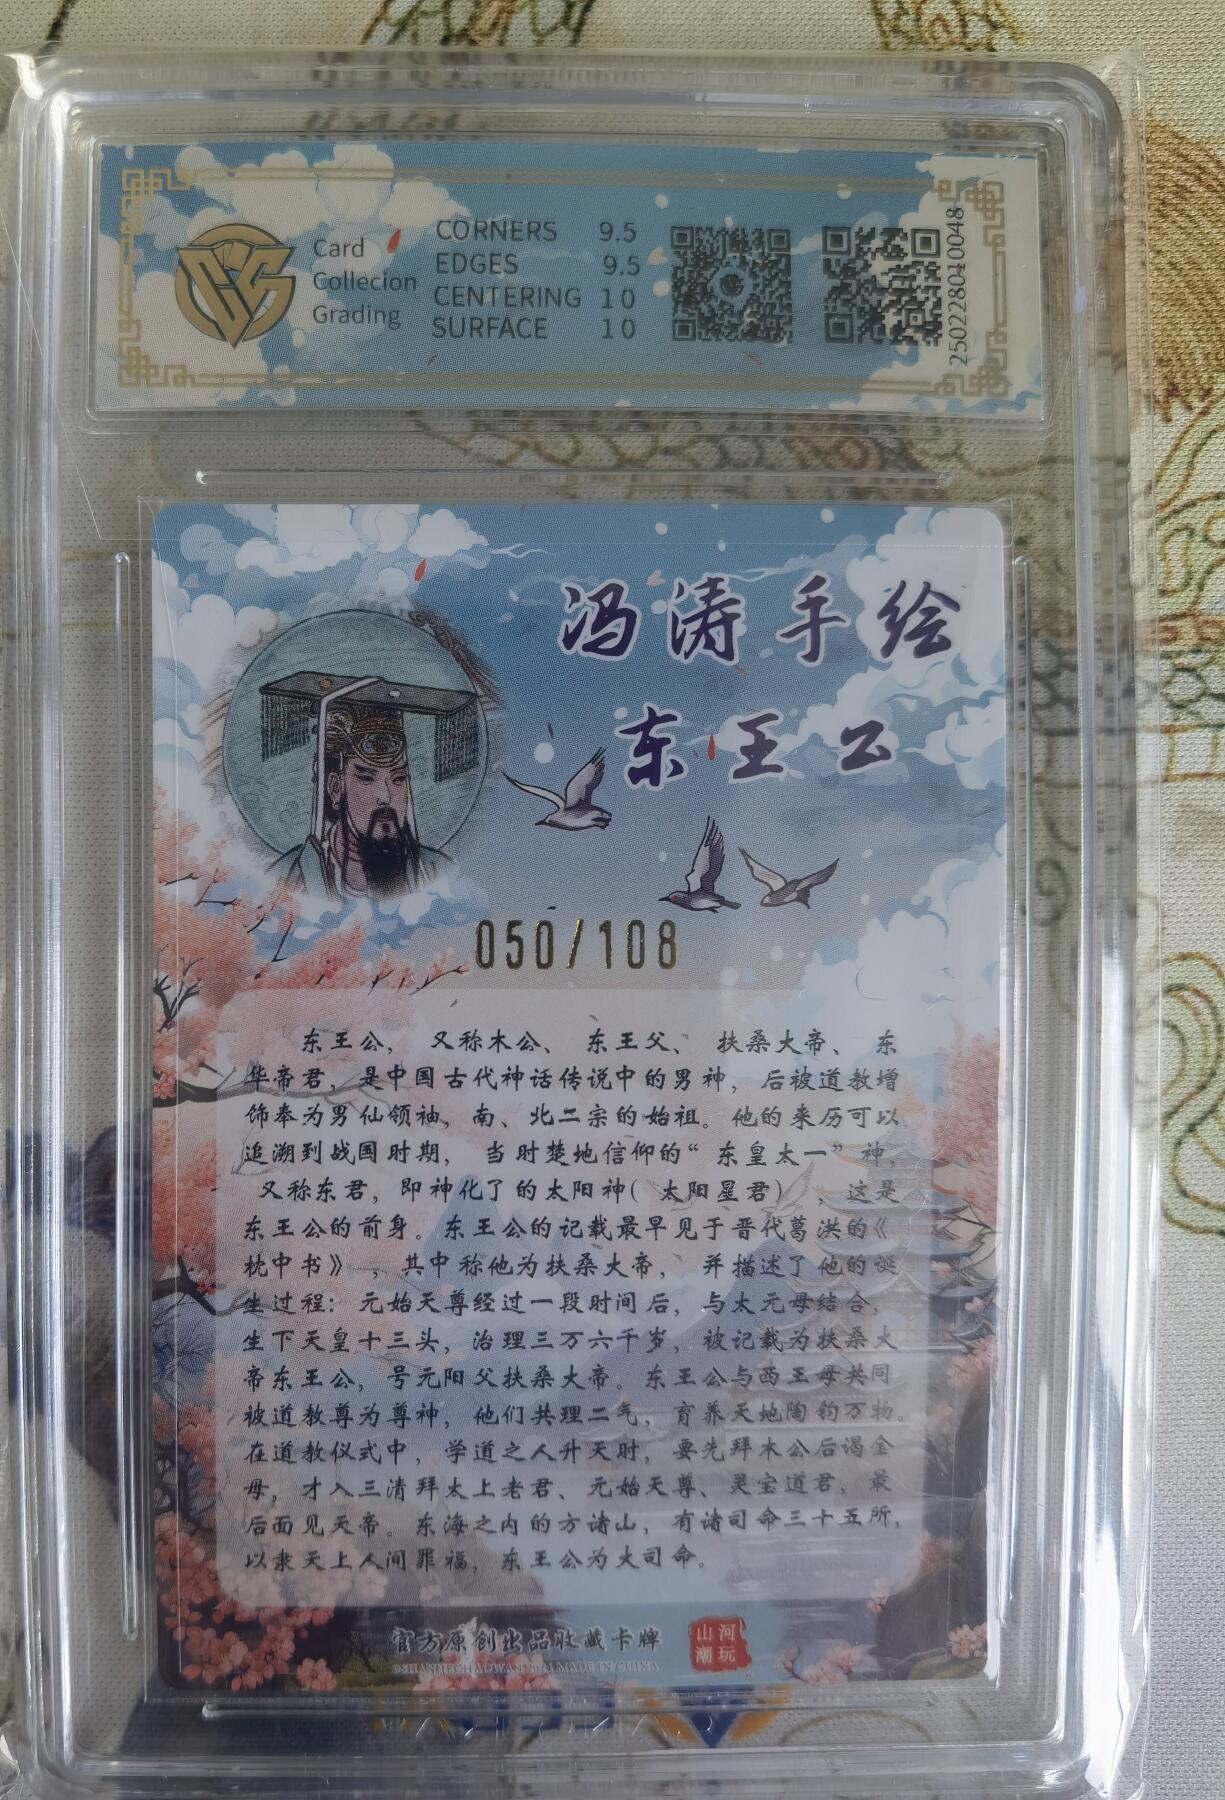 Card
Collecion
Grading
CORNERS 9.5
EDGES 9.5
CENTERING 10
SURFACE 10
250228010048
冯涛手绘
东王公
050/108
东王公， 又称木公、 东王父、 扶桑大帝、 东
华帝君，是中国古代神话传说中的男神，后被道教增
饰奉为男仙领袖，南、北二宗的始祖。他的来历可以
追溯到战国时期， 当时楚地信仰的“ 东皇太一” 神，
又称东君，即神化了的太阳神（ 太阳星君） ，这是
东王公的前身。东王公的记载最早见于晋代葛洪的《
枕中书》 ，其中称他为扶桑大帝， 并描述了他的诞
生过程：元始天尊经过一段时间后，与太元母结合，
生下天皇十三头，治理三万六千岁，被记载为扶桑大
帝东王公，号元阳父扶桑大帝。东王公与西王母共同
被道教尊为尊神，他们共理二气，育养天地陶钧万物。
在道教仪式中，学道之人升天时，要先拜木公后谒金
母，才入三清拜太上老君、元始天尊、灵宝道君，最
后面见天帝。东海之内的方诸山，有诸司命三十五所，
以隶天上人间罪福，东王公为大司命。
官方原创出品收藏卡牌
山河
潮玩